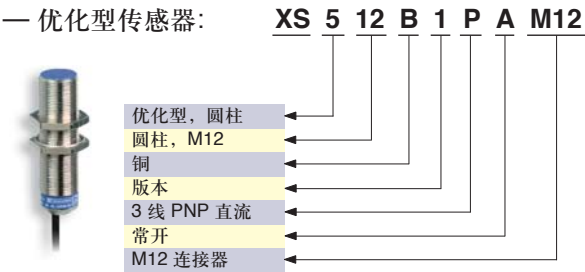 — 优化型传感器: XS 5 12 B 1 P A M12
优化型，圆柱
圆柱，M12
铜
版本
3 线 PNP 直流
常开
M12 连接器